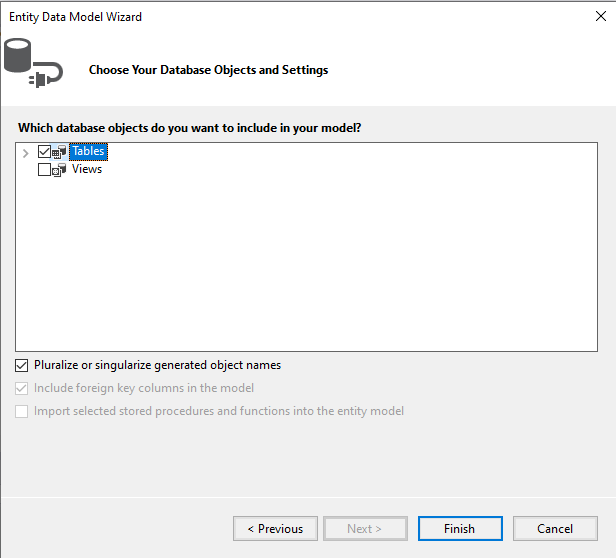 Entity Data Model Wizard
Choose Your Database Objects and Settings
Which database objects do you want to include in your model?
Tables
Views
Pluralize or singularize generated object names
Include foreign key columns in the model
Import selected stored procedures and functions into the entity model
< Previous
Next >
Finish
Cancel